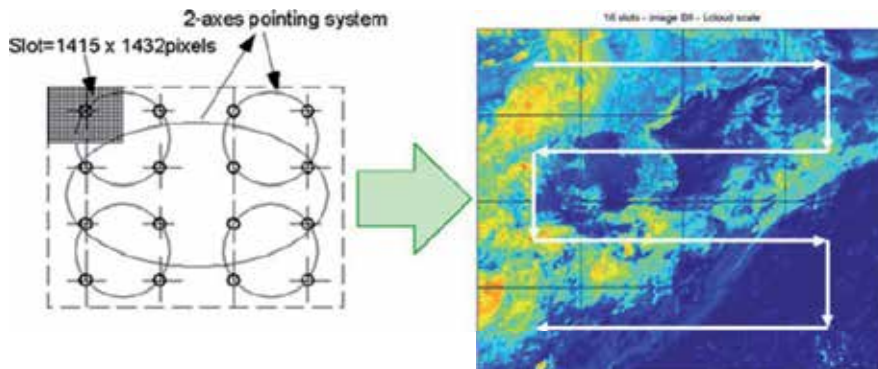 2-axes pointing system
Slot=1415 x 1432pixels
16 slots - image B8 - Lcloud scale